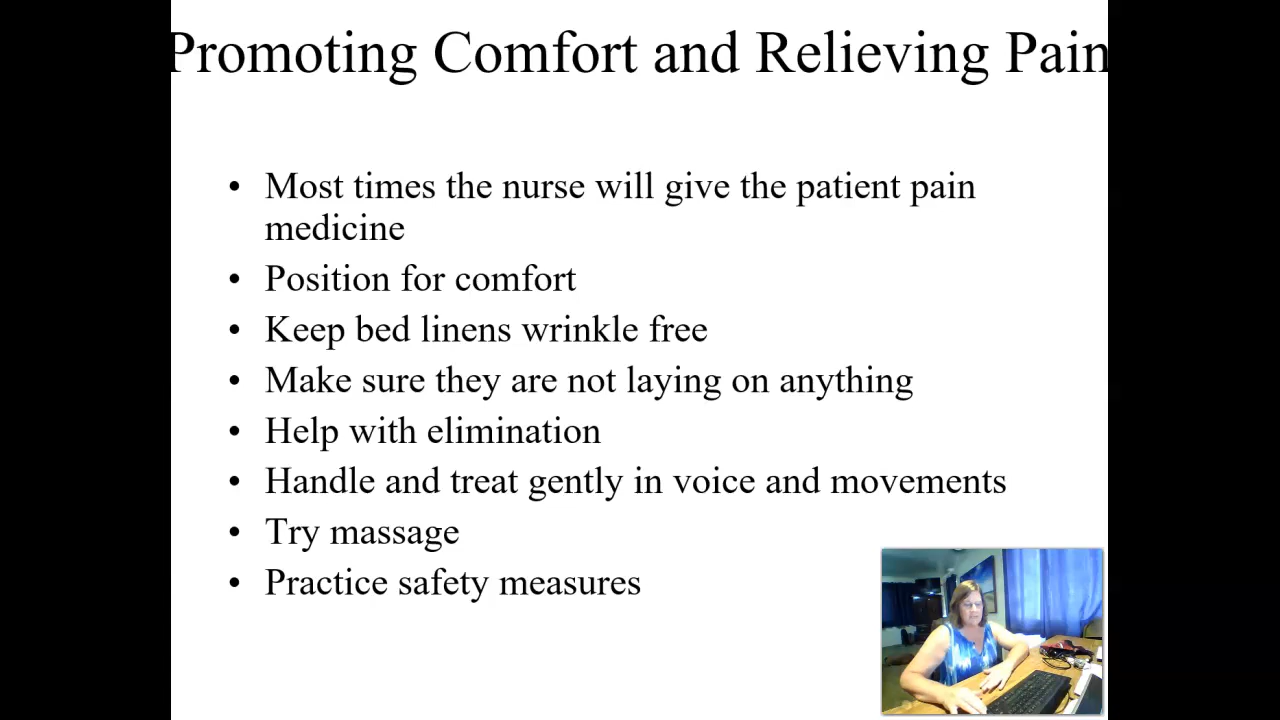 Promoting Comfort and Relieving Pain
• Most times the nurse will give the patient pain
medicine
• Position for comfort
• Keep bed linens wrinkle free
• Make sure they are not laying on anything
• Help with elimination
• Handle and treat gently in voice and movements
• Try massage
• Practice safety measures